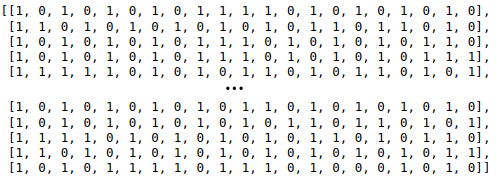 [[1, 0, 1, 0, 1, 0, 1, 0, 1, 1, 1, 1, 0, 1, 0, 1, 0, 1, 0, 1, 0],
[1, 1, 0, 1, 0, 1, 0, 1, 0, 1, 0, 1, 0, 1, 1, 0, 1, 1, 0, 1, 0],
[0, 1, 0, 1, 0, 1, 0, 1, 1, 1, 1, 0, 1, 0, 1, 0, 1, 0, 1, 1, 0],
[0, 1, 0, 1, 0, 1, 0, 1, 1, 1, 0, 1, 0, 1, 0, 1, 0, 1, 1, 1],
[1, 1, 1, 1, 1, 0, 1, 0, 1, 0, 1, 1, 0, 1, 0, 1, 1, 0, 1, 0, 1],
...
[1, 0, 1, 0, 1, 0, 1, 0, 1, 0, 1, 1, 0, 1, 0, 1, 0, 1, 0, 1, 0],
[1, 0, 1, 0, 1, 0, 1, 0, 1, 0, 1, 0, 1, 1, 0, 1, 1, 0, 1, 0, 1],
[1, 1, 1, 1, 0, 1, 0, 1, 0, 1, 0, 1, 0, 1, 1, 0, 1, 0, 1, 1, 0],
[1, 1, 0, 1, 0, 1, 0, 1, 0, 1, 0, 1, 0, 1, 0, 1, 0, 1, 0, 1, 1],
[1, 0, 1, 0, 1, 1, 1, 1, 0, 1, 1, 1, 0, 1, 0, 0, 0, 1, 0, 1, 0]]